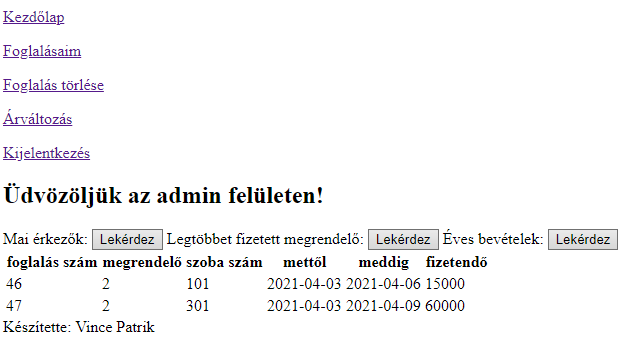 Kezdőlap
Foglalásaim
Foglalás törlése
Árváltozás
Kijelentkezés
Üdvözöljük az admin felületen!
Mai érkezők: Lekérdez Legtöbbet fizetett megrendelő: Lekérdez Éves bevételek: Lekérdez
foglalás szám megrendelő szoba szám mettől meddig fizetendő
46 2 101 2021-04-03 2021-04-06 15000
47 2 301 2021-04-03 2021-04-09 60000
Készítette: Vince Patrik